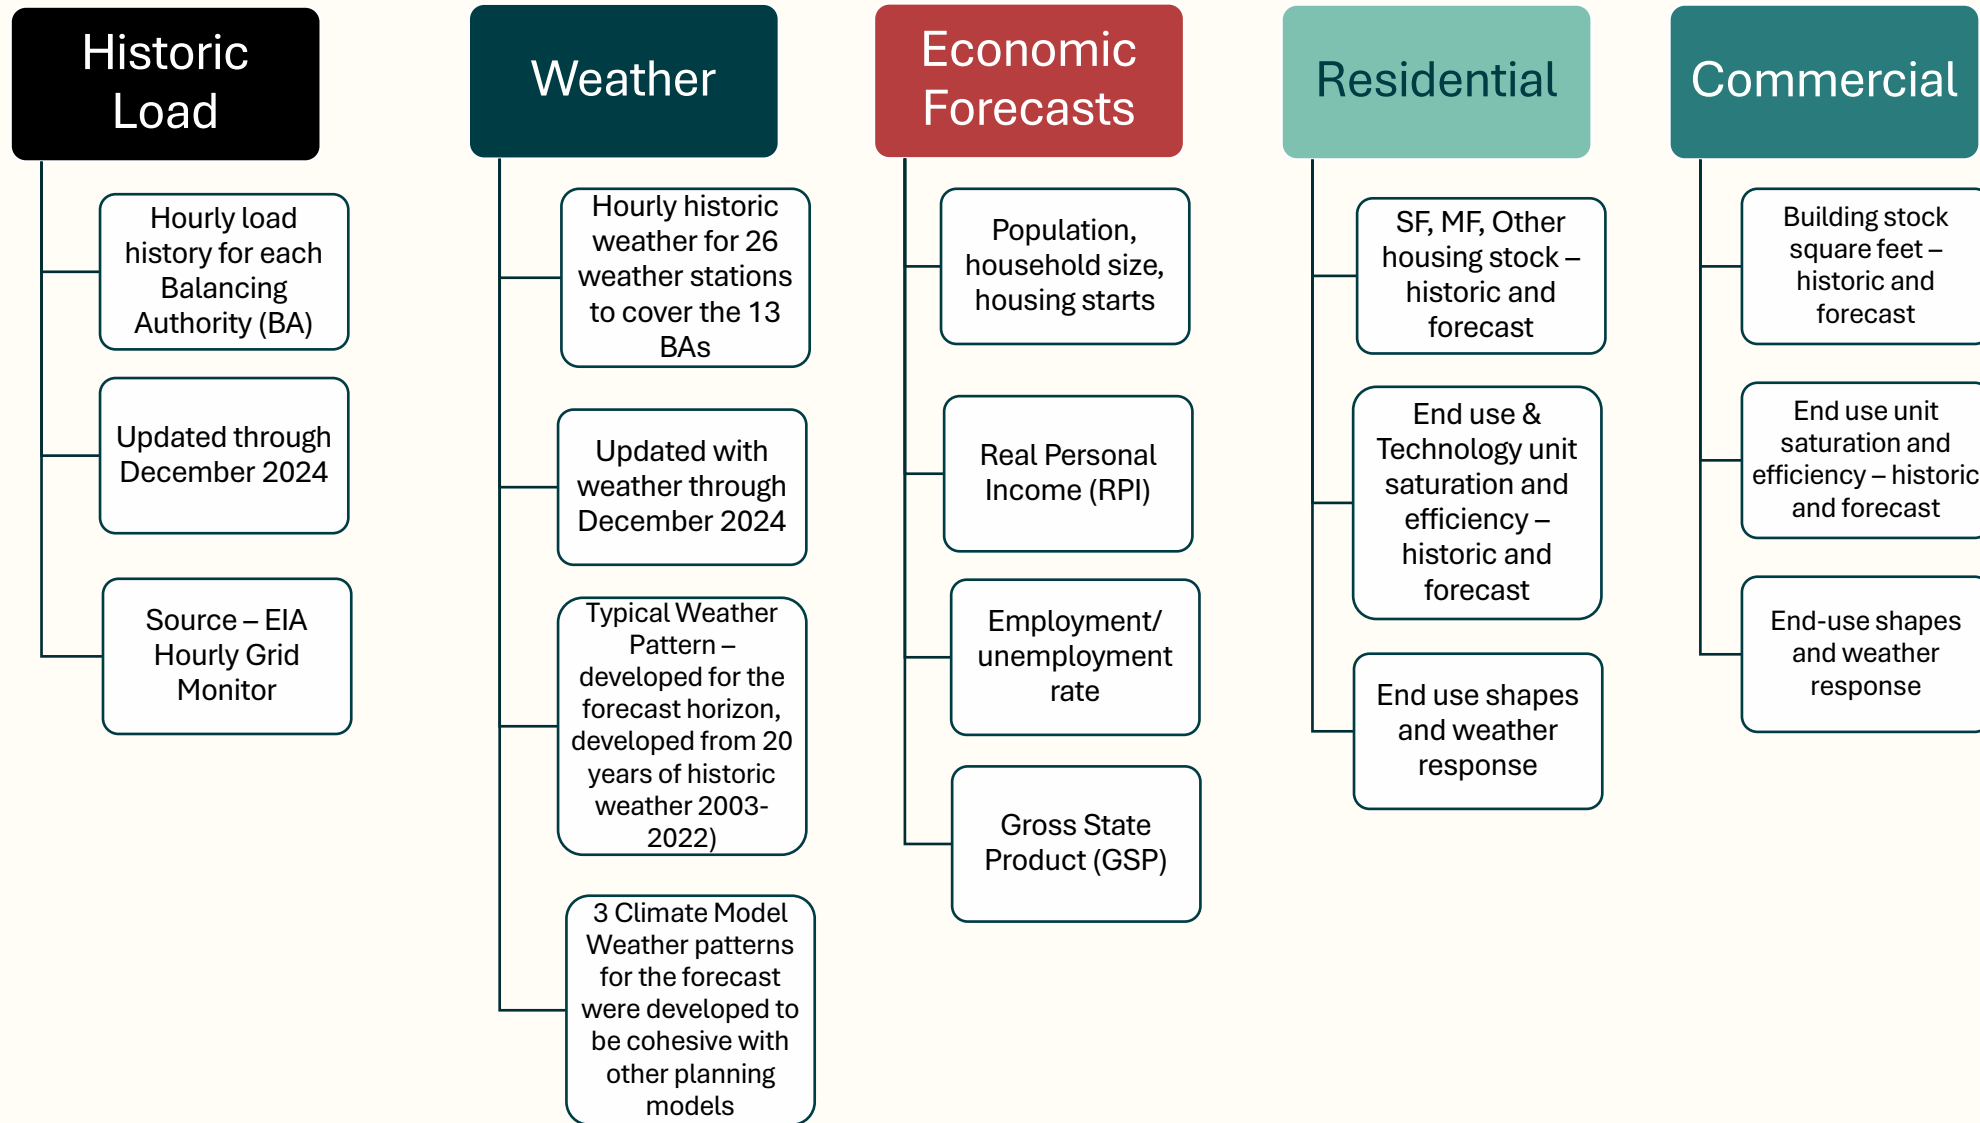 Historic
Load
Hourly load
history for each
Balancing
Authority (BA)
Updated through
December 2024
Source – EIA
Hourly Grid
Monitor
Weather
Hourly historic
weather for 26
weather stations
to cover the 13
BAs
Updated with
weather through
December 2024
Typical Weather
Pattern –
developed for the
forecast horizon,
developed from 20
years of historic
weather 2003-
2022)
3 Climate Model
Weather patterns
for the forecast
were developed to
be cohesive with
other planning
models
Economic
Forecasts
Population,
household size,
housing starts
Real Personal
Income (RPI)
Employment/
unemployment
rate
Gross State
Product (GSP)
Residential
SF, MF, Other
housing stock –
historic and
forecast
End use &
Technology unit
saturation and
efficiency –
historic and
forecast
End use shapes
and weather
response
Commercial
Building stock
square feet –
historic and
forecast
End use unit
saturation and
efficiency – historic
and forecast
End-use shapes
and weather
response